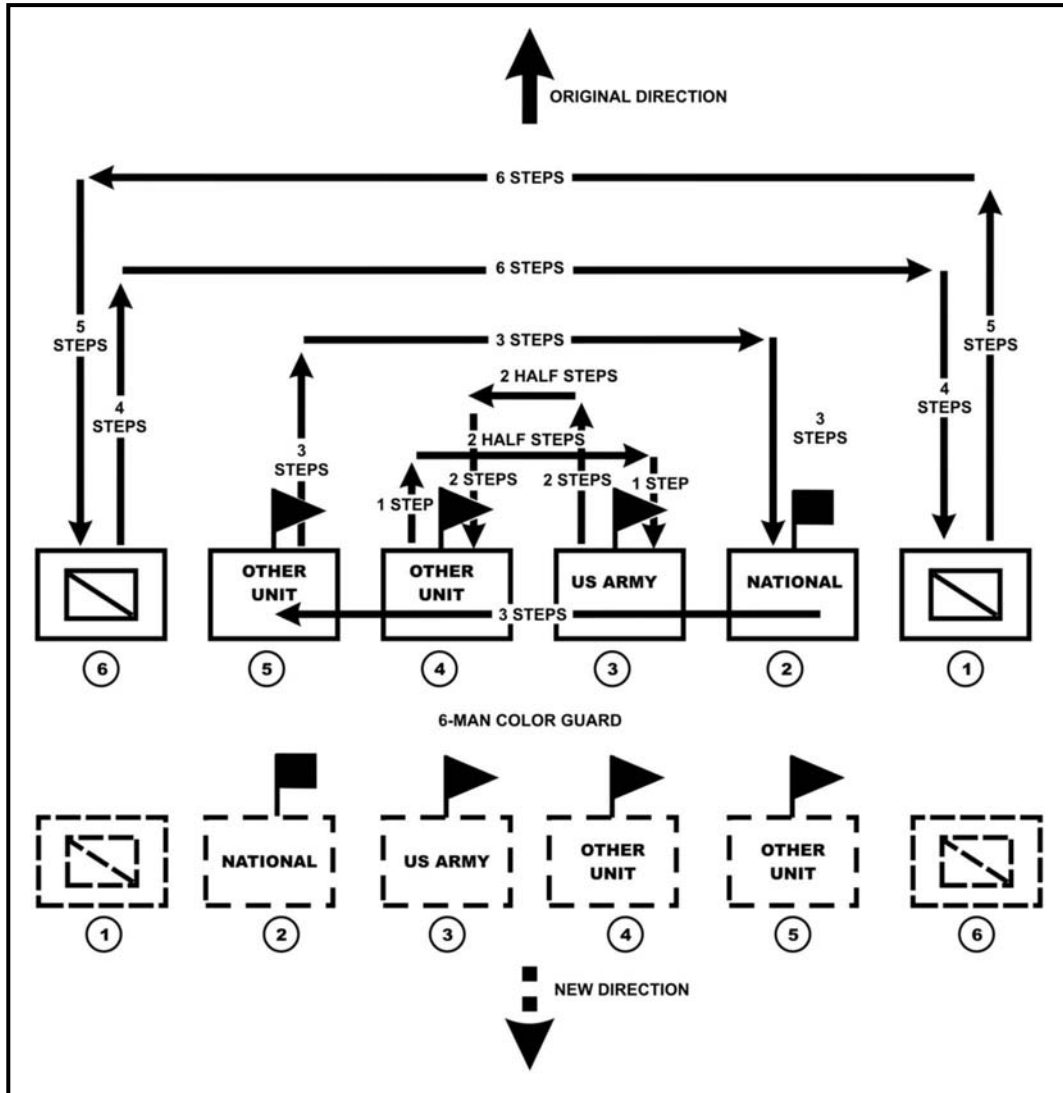 ORIGINAL DIRECTION
6 STEPS
6 STEPS
5
STEPS
4
STEPS
3 STEPS
5
STEPS
4
STEPS
2 HALF STEPS
3
STEPS
3
STEPS
2 HALF STEPS
1 STEP
2 STEPS
2 STEPS
1 STEP
OTHER
UNIT
OTHER
UNIT
US ARMY
NATIONAL
3 STEPS
6
5
4
3
2
1
6-MAN COLOR GUARD
NATIONAL
US ARMY
OTHER
UNIT
OTHER
UNIT
1
2
3
4
5
6
NEW DIRECTION